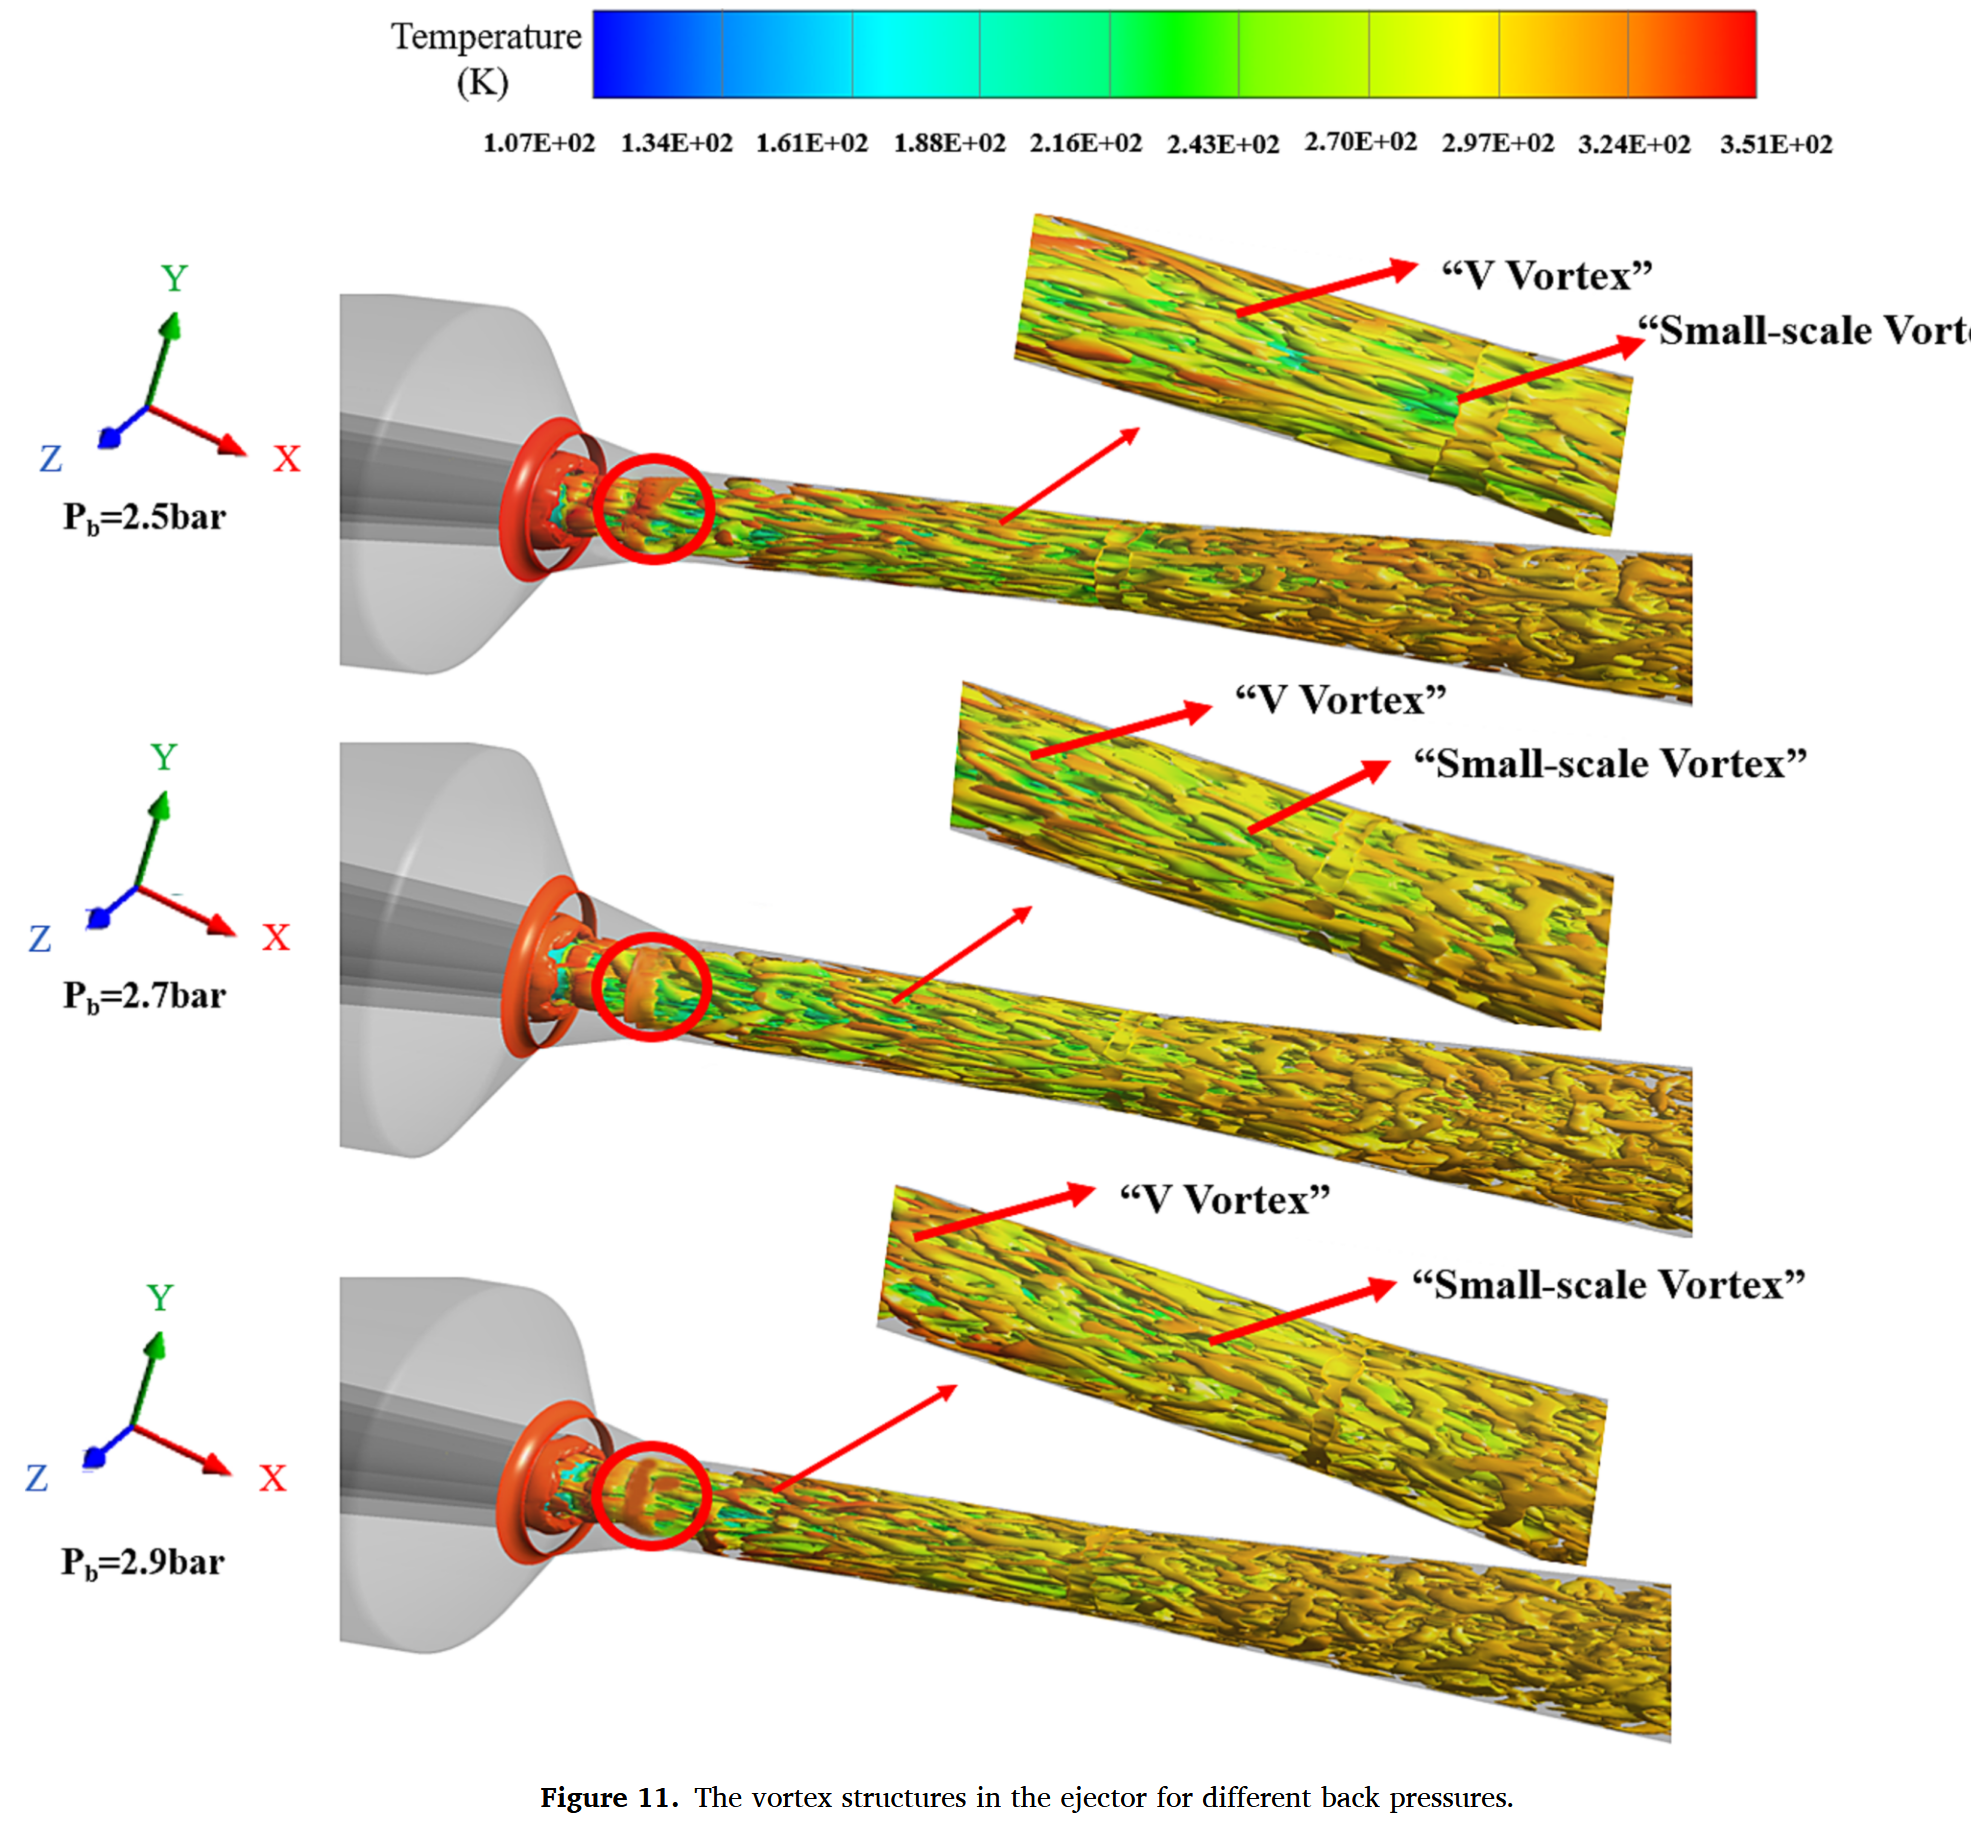 Temperature
(K)
1.07E+02 1.34E+02 1.61E+02 1.88E+02 2.16E+02 2.43E+02 2.70E+02 2.97E+02 3.24E+02 3.51E+02
Y
Z
X
P_b=2.5bar
“V Vortex”
“Small-scale Vort
Y
Z
X
P_b=2.7bar
“V Vortex”
“Small-scale Vortex”
Y
Z
X
P_b=2.9bar
“V Vortex”
“Small-scale Vortex”
Figure 11. The vortex structures in the ejector for different back pressures.